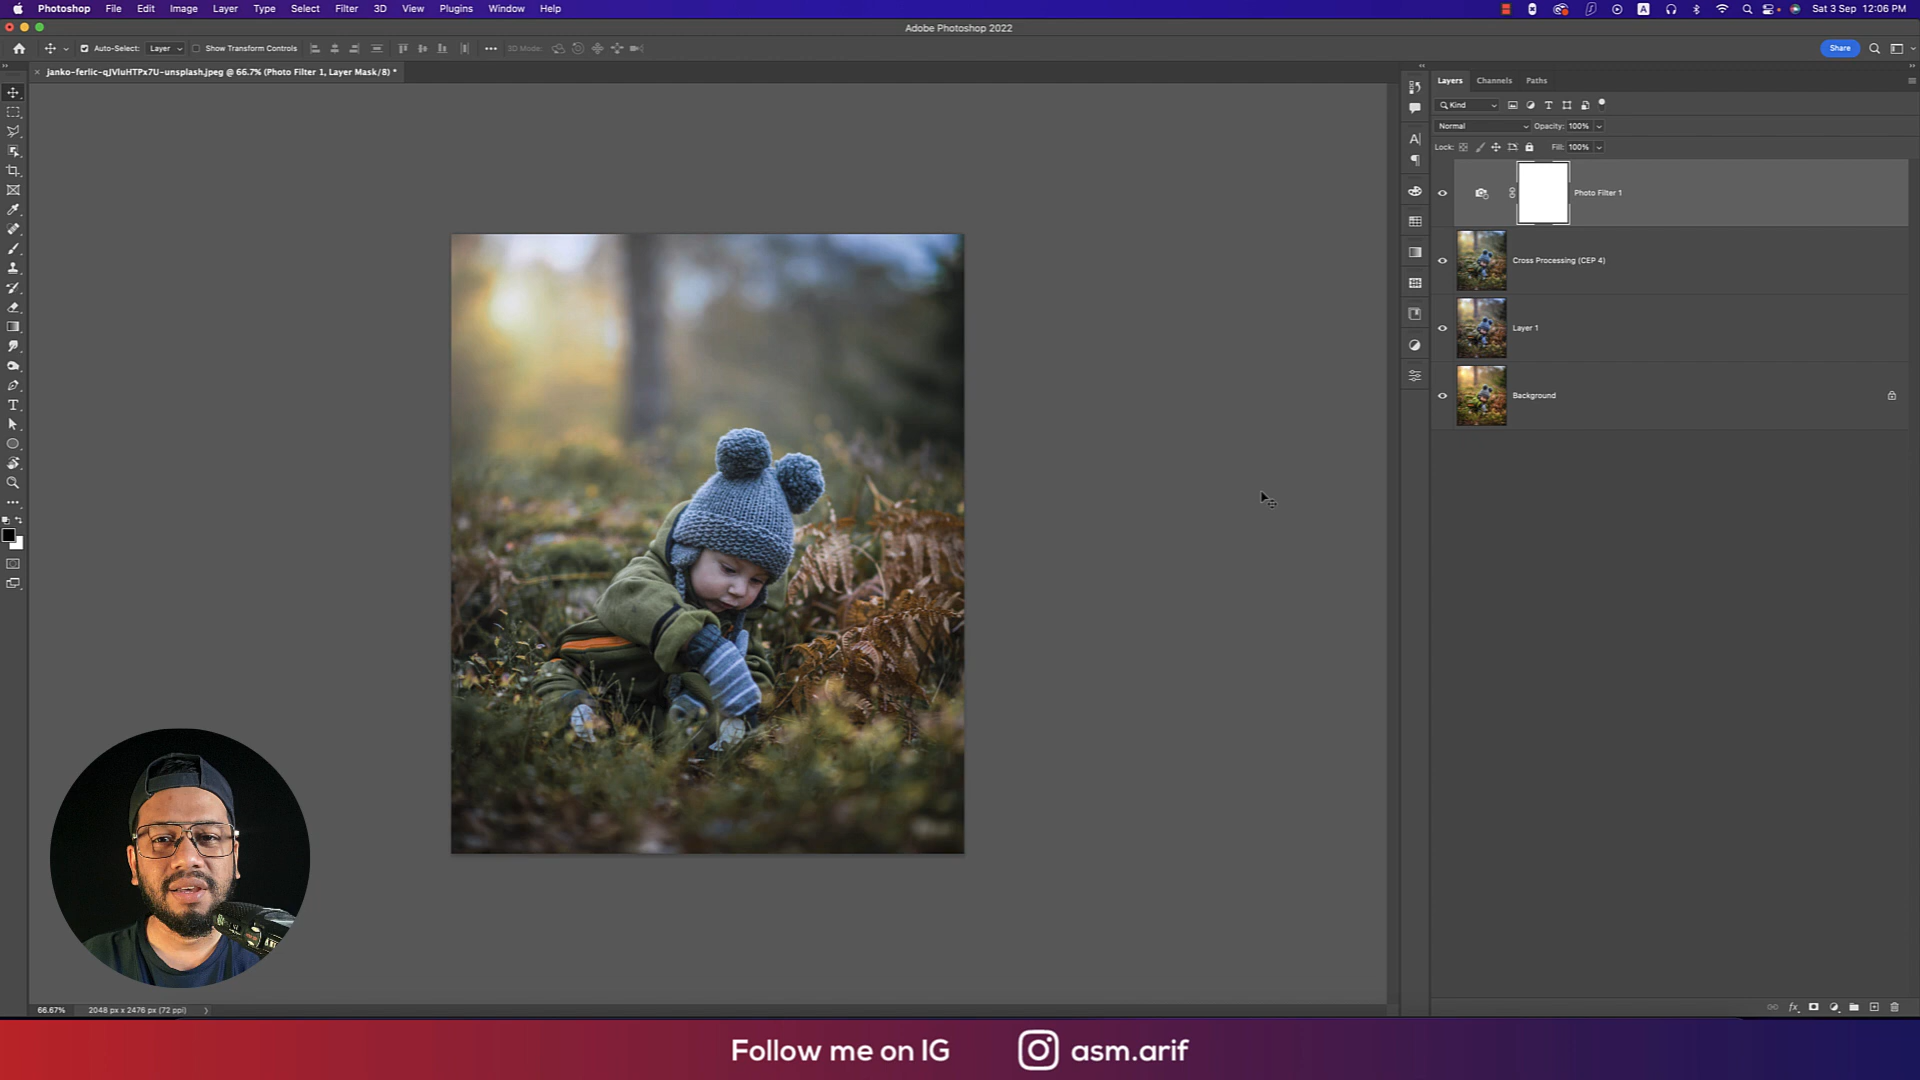 Photoshop File Edit Image Layer Type Select Filter 3D View Plugins Window Help
A
Sat 3 Sep 12:06 PM
Adobe Photoshop 2022
Auto-Select: Layer Show Transform Controls
3D Mode:
Share
janko-ferlic-qJVluHTPx7U-unsplash.jpeg @ 66.7% (Photo Filter 1, Layer Mask/8) *
Layers Channels Paths
Kind
Normal Opacity: 100%
Lock: Fill: 100%
Photo Filter 1
Cross Processing (CEP 4)
Layer 1
Background
66.67% 2048 px x 2476 px (72 ppi)
Follow me on IG asm.arif